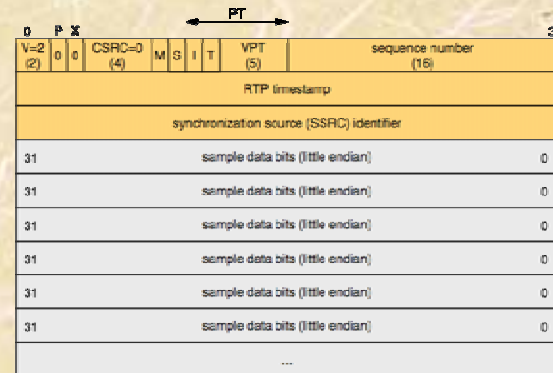 PT
0 P X 3
V=2 (2) 0 0 CSRC=0 (4) M S I T VPT (5) sequence number (16)
RTP timestamp
synchronization source (SSRC) identifier
31 sample data bits (little endian) 0
31 sample data bits (little endian) 0
31 sample data bits (little endian) 0
31 sample data bits (little endian) 0
31 sample data bits (little endian) 0
31 sample data bits (little endian) 0
...